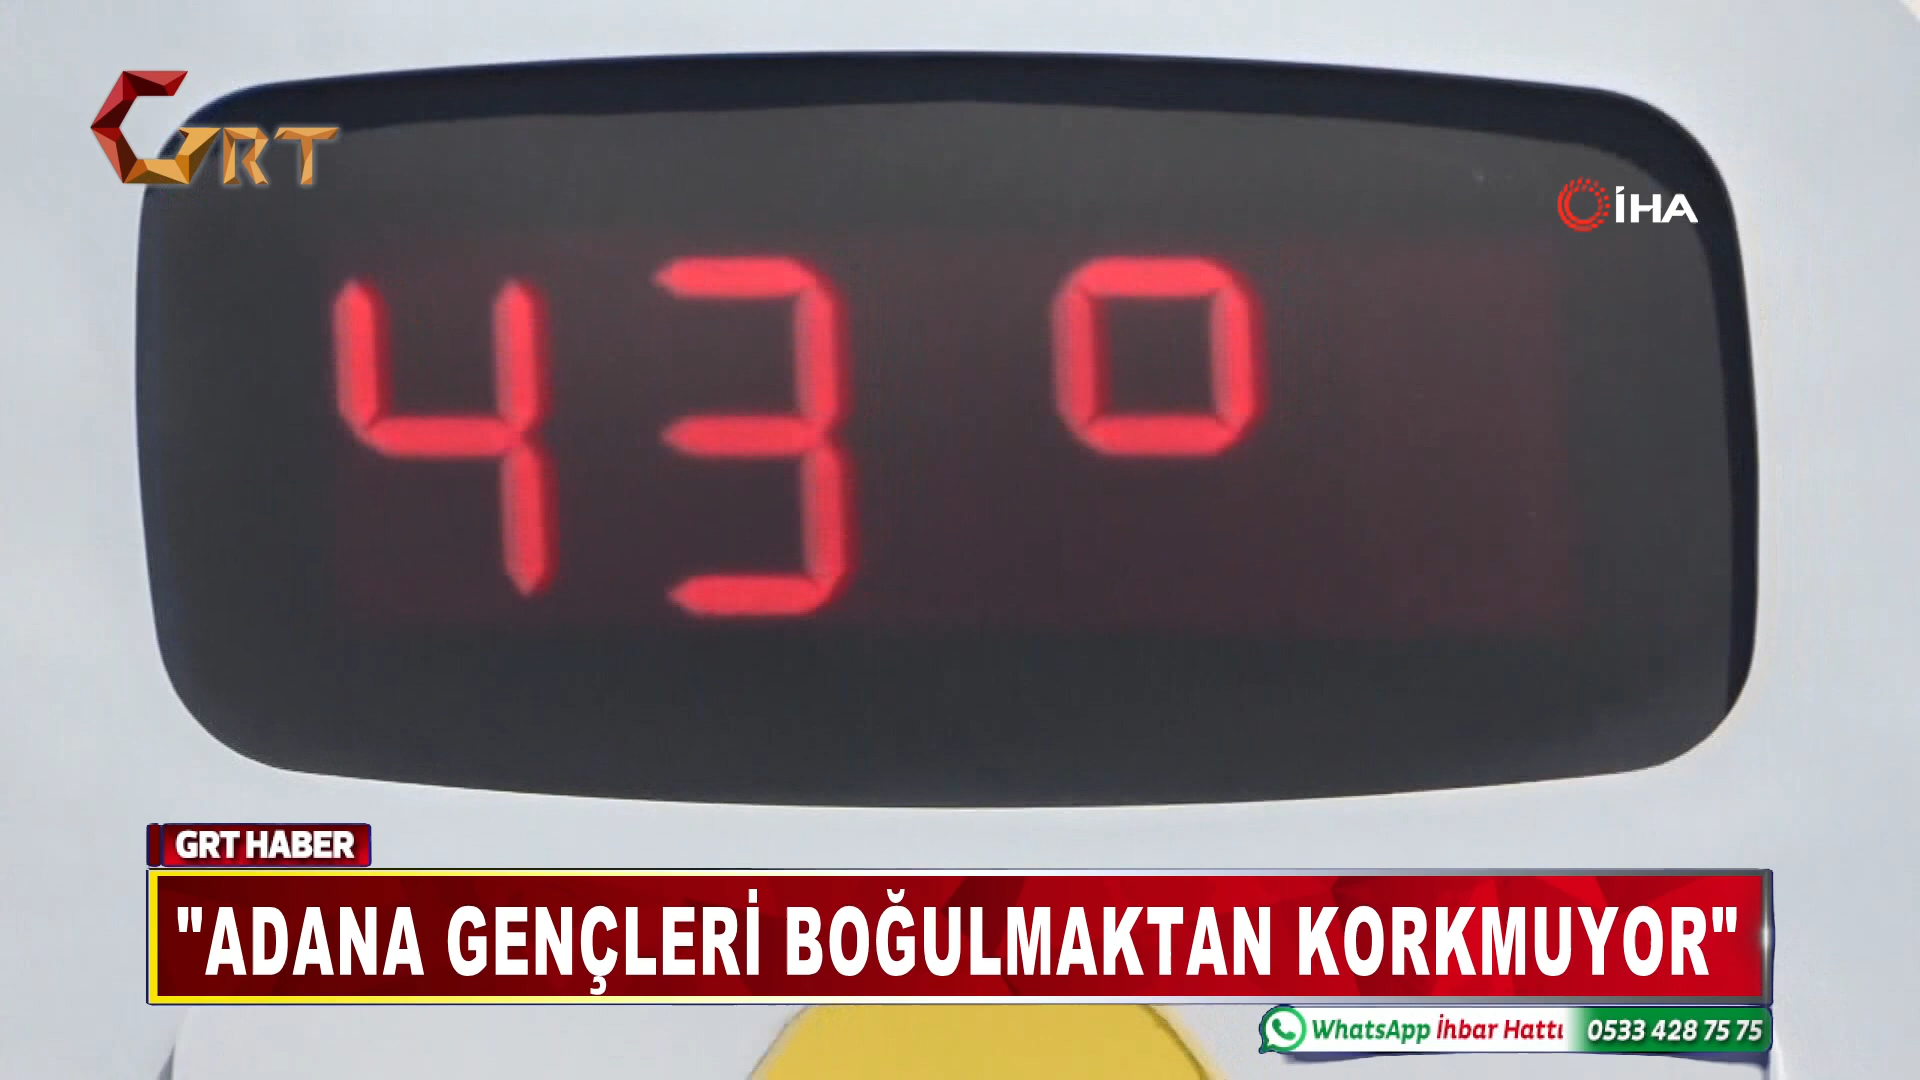 GRT
İHA
43°
GRT HABER
"ADANA GENÇLERİ BOĞULMAKTAN KORKMUYOR"
WhatsApp İhbar Hattı 0533 428 75 75